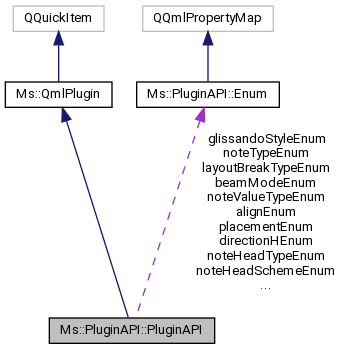 QQuickItem
QQmlPropertyMap
Ms::QmlPlugin
Ms::PluginAPI::Enum
glissandoStyleEnum
noteTypeEnum
layoutBreakTypeEnum
beamModeEnum
noteValueTypeEnum
alignEnum
placementEnum
directionHEnum
noteHeadTypeEnum
noteHeadSchemeEnum
...
Ms::PluginAPI::PluginAPI